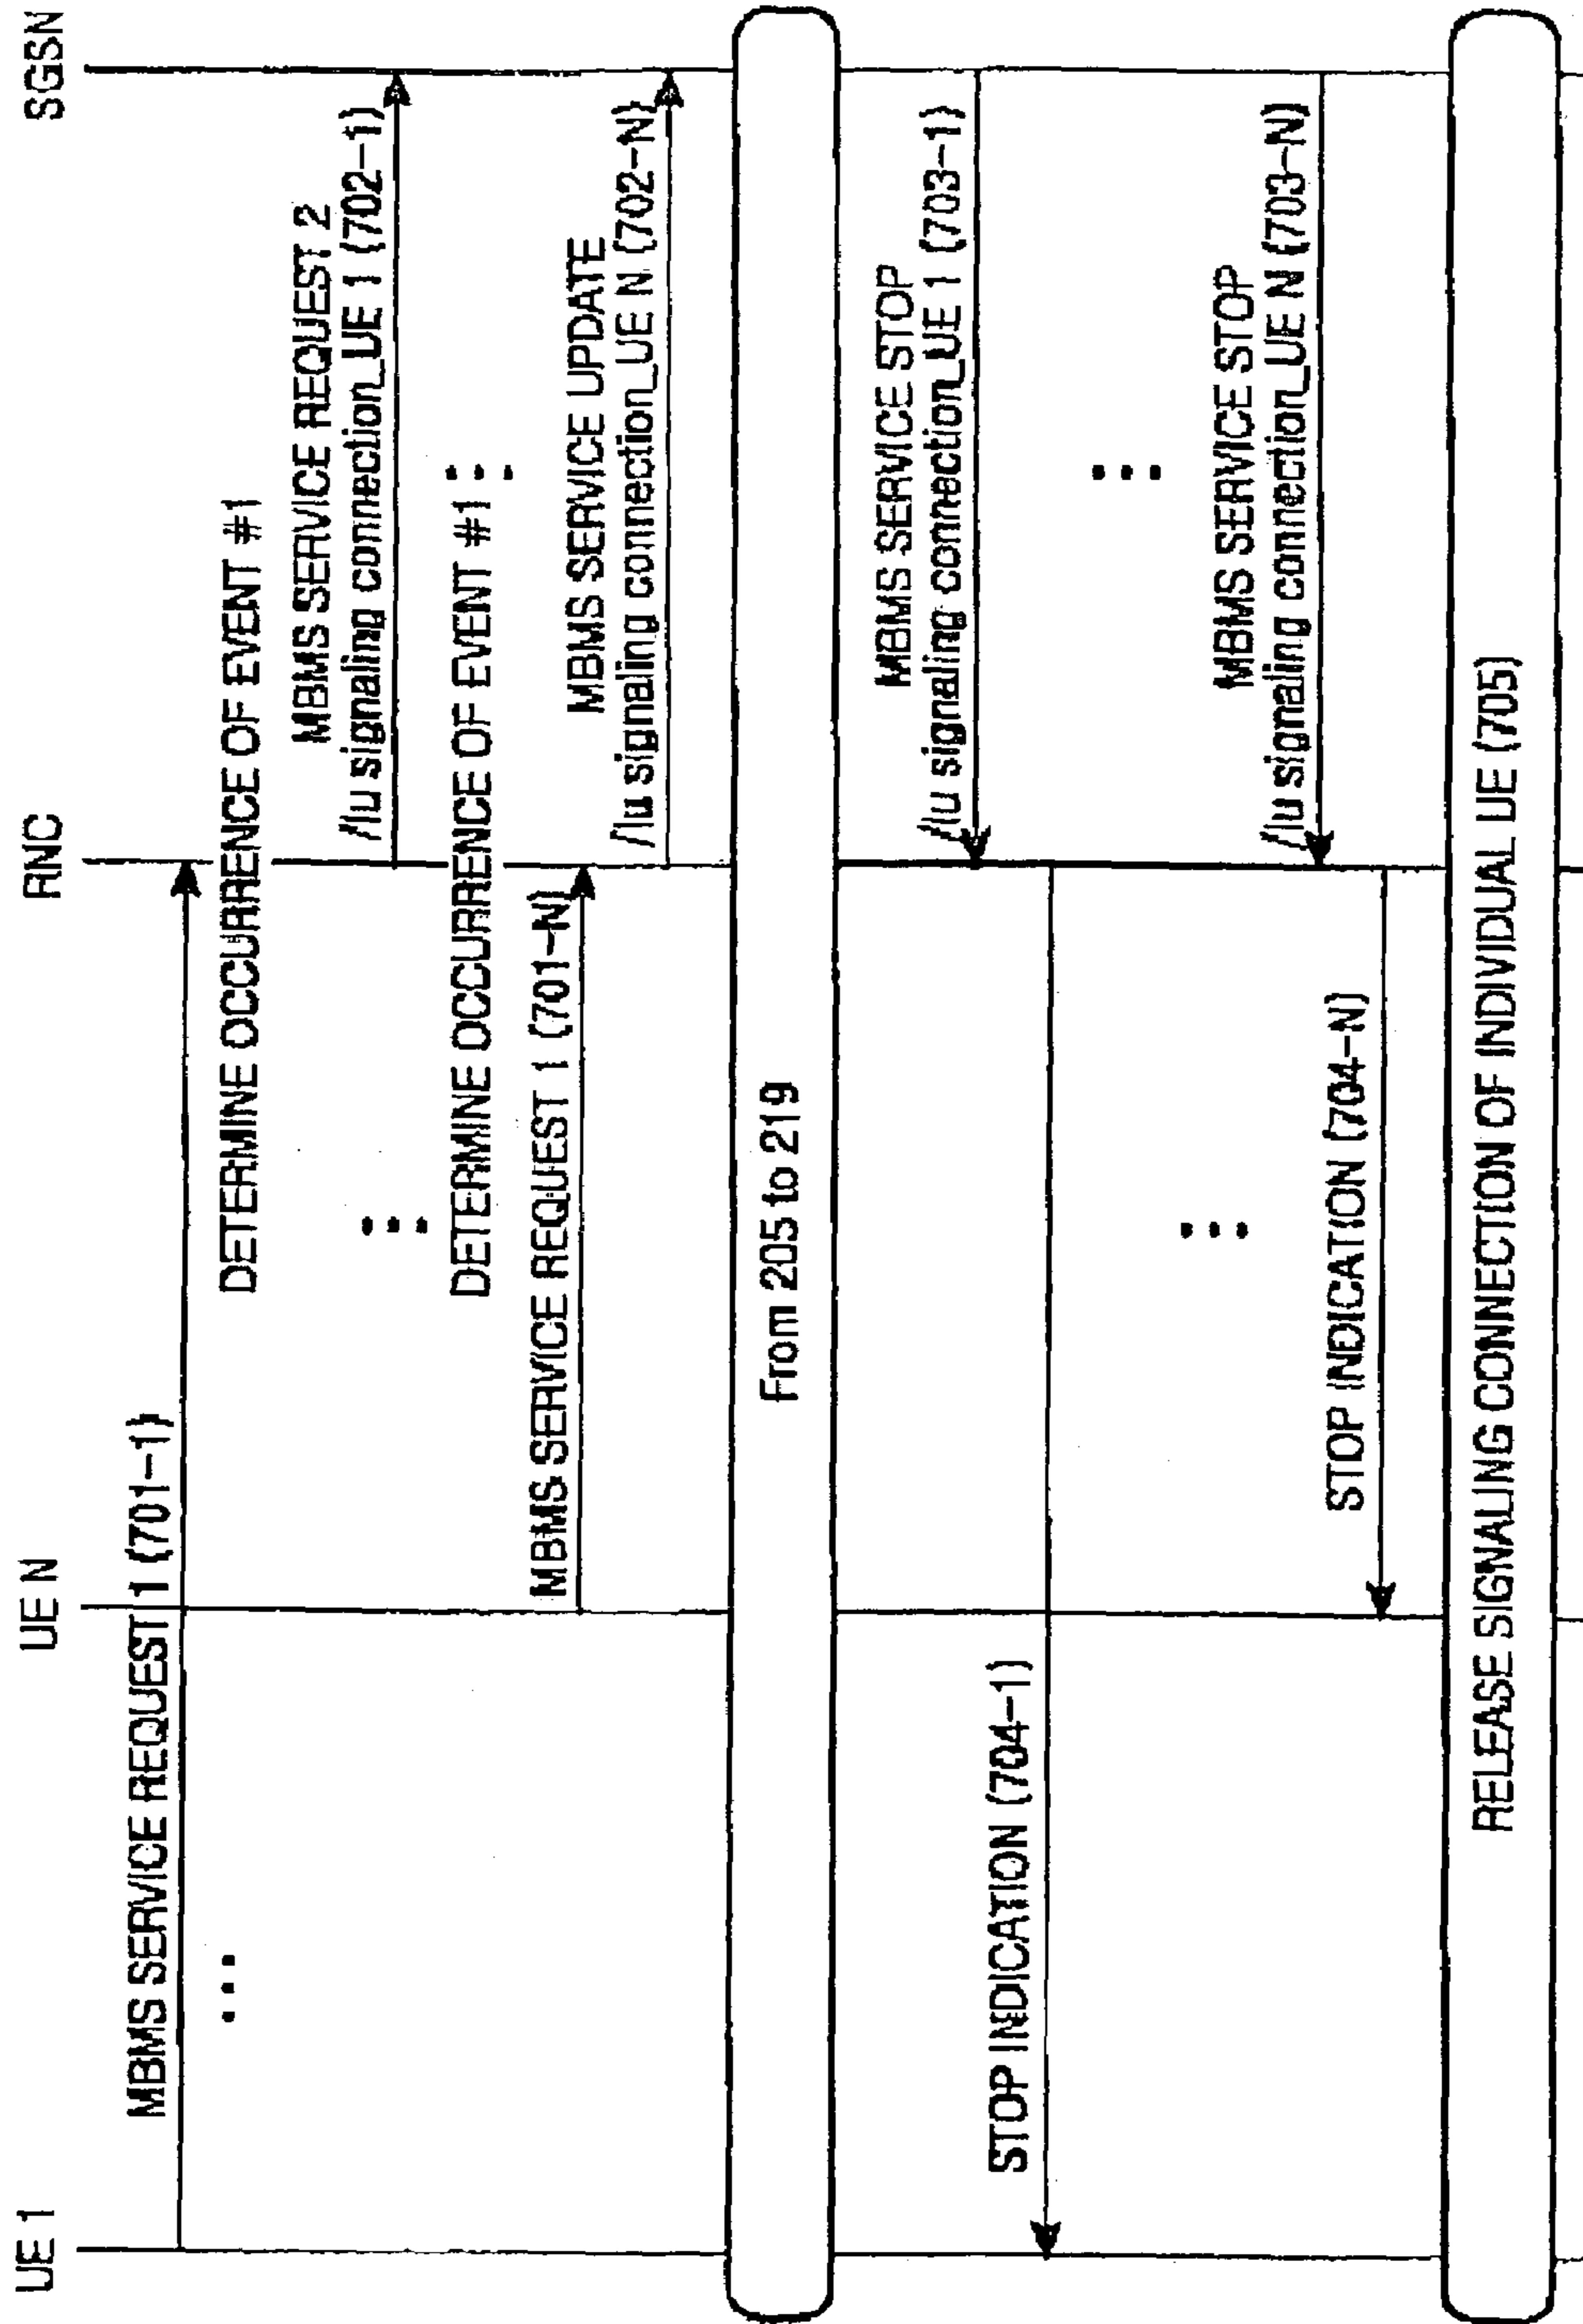 UE 1
UE N
RNC
SGSN
MBMS SERVICE REQUEST 1 (701-1)
...
DETERMINE OCCURRENCE OF EVENT #1
MBMS SERVICE REQUEST 2
/Iu signaling connection_UE 1 (702-1)
...
DETERMINE OCCURRENCE OF EVENT #1
...
MBMS SERVICE REQUEST 1 (701-N)
MBMS SERVICE UPDATE
/Iu signaling connection_UE N (702-N)
From 205 to 219
MBMS SERVICE STOP
/Iu signaling connection_UE 1 (703-1)
STOP INDICATION (704-1)
...
...
MBMS SERVICE STOP
/Iu signaling connection_UE N (703-N)
STOP INDICATION (704-N)
RELEASE SIGNALING CONNECTION OF INDIVIDUAL UE (705)